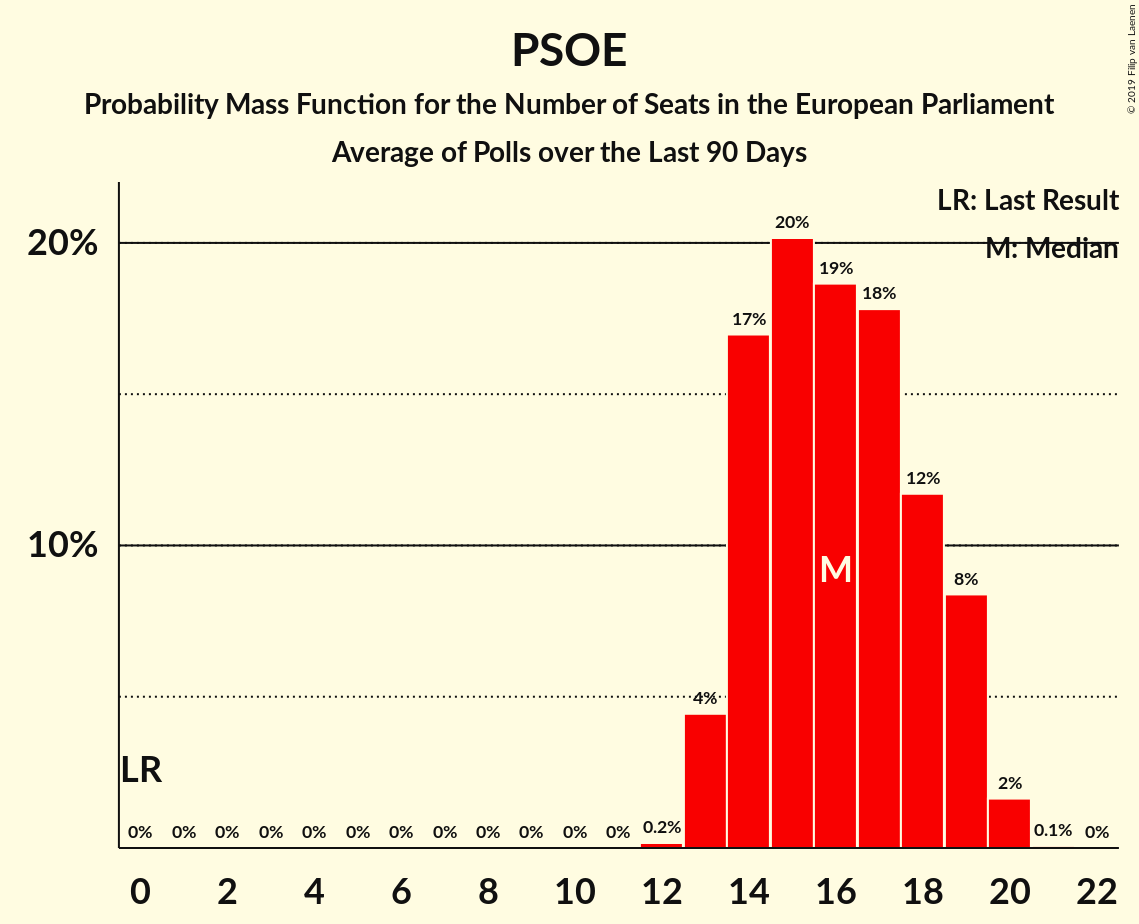 PSOE
Probability Mass Function for the Number of Seats in the European Parliament
Average of Polls over the Last 90 Days
© 2019 Filip van Laenen
LR: Last Result
M: Median
20%
10%
20%
19%
18%
17%
12%
M
8%
4%
LR
2%
0% 0% 0% 0% 0% 0% 0% 0% 0% 0% 0% 0% 0.2% 0.1% 0%
0 2 4 6 8 10 12 14 16 18 20 22